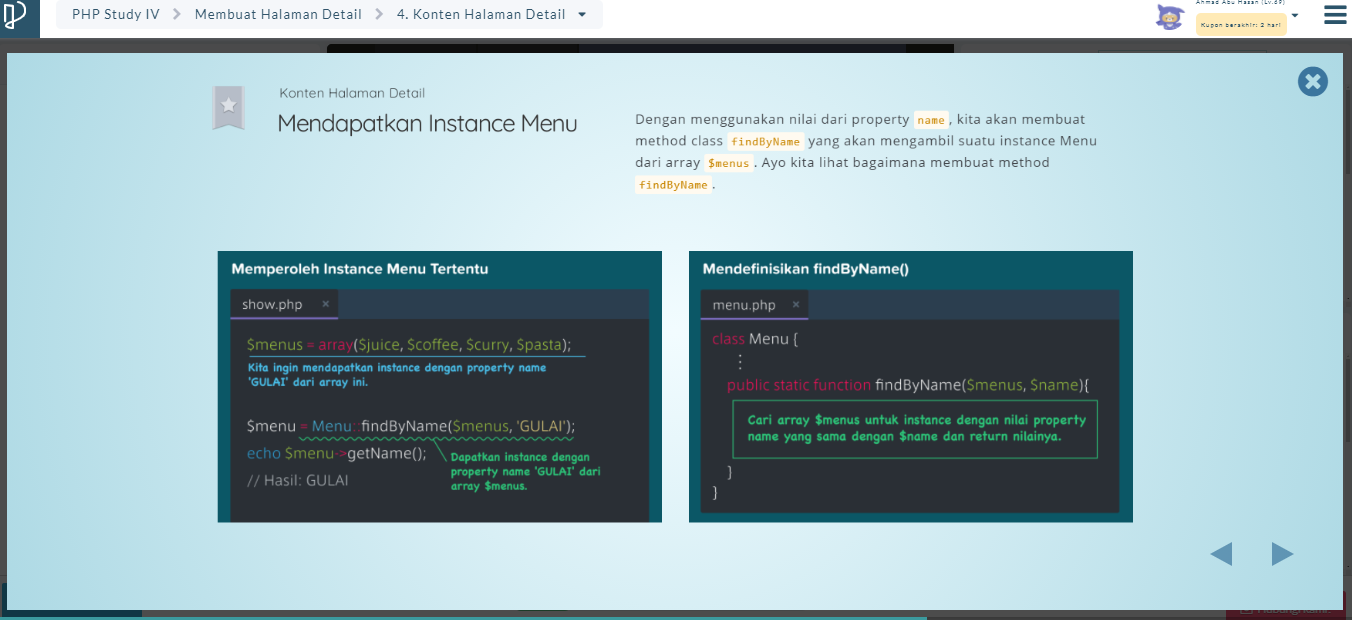 PHP Study IV > Membuat Halaman Detail > 4. Konten Halaman Detail
Ahmad Abu Hasan (Lv.69)
Kupon berakhir: 2 hari
Konten Halaman Detail
Mendapatkan Instance Menu
Dengan menggunakan nilai dari property name, kita akan membuat
method class findByName yang akan mengambil suatu instance Menu
dari array $menus. Ayo kita lihat bagaimana membuat method
findByName.
Memperoleh Instance Menu Tertentu
show.php ×
$menus = array($juice, $coffee, $curry, $pasta);
Kita ingin mendapatkan instance dengan property name
'GULAI' dari array ini.
$menu = Menu::findByName($menus, 'GULAI');
echo $menu->getName();
// Hasil: GULAI
Dapatkan instance dengan
property name 'GULAI' dari
array $menus.
Mendefinisikan findByName()
menu.php ×
class Menu {
⋮
public static function findByName($menus, $name){
Cari array $menus untuk instance dengan nilai property
name yang sama dengan $name dan return nilainya.
}
}